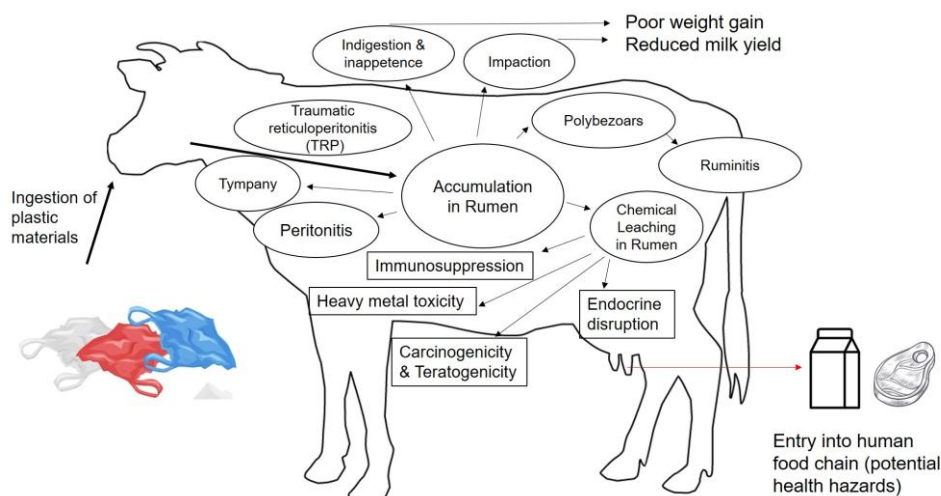 Poor weight gain
Reduced milk yield
Indigestion &
inappetence
Impaction
Traumatic
reticuloperitonitis
(TRP)
Polybezoars
Ruminitis
Tympany
Accumulation
in Rumen
Ingestion of
plastic
materials
Peritonitis
Chemical
Leaching
in Rumen
Immunosuppression
Heavy metal toxicity
Endocrine
disruption
Carcinogenicity
& Teratogenicity
Entry into human
food chain (potential
health hazards)